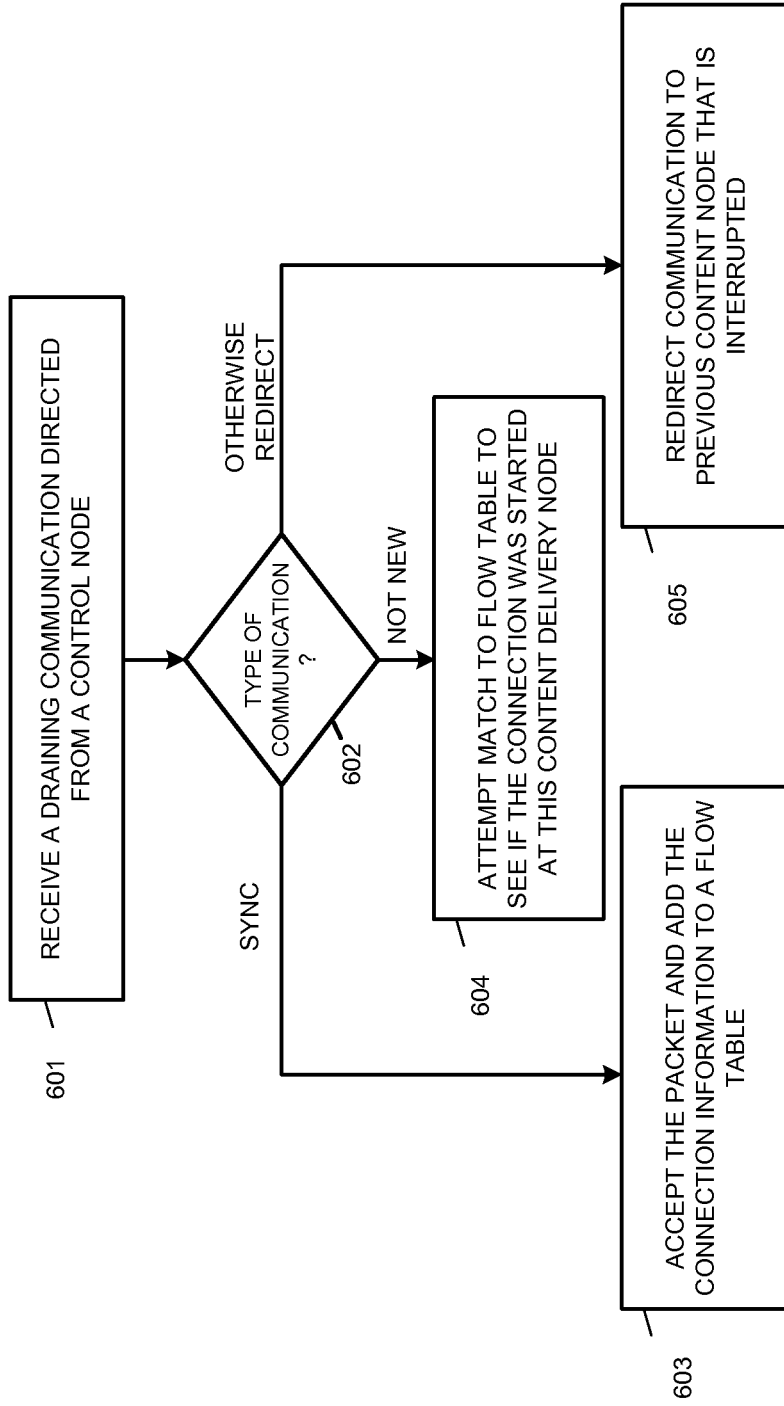 RECEIVE A DRAINING COMMUNICATION DIRECTED
FROM A CONTROL NODE
601
TYPE OF
COMMUNICATION
?
602
SYNC
NOT NEW
OTHERWISE
REDIRECT
ACCEPT THE PACKET AND ADD THE
CONNECTION INFORMATION TO A FLOW
TABLE
603
ATTEMPT MATCH TO FLOW TABLE TO
SEE IF THE CONNECTION WAS STARTED
AT THIS CONTENT DELIVERY NODE
604
REDIRECT COMMUNICATION TO
PREVIOUS CONTENT NODE THAT IS
INTERRUPTED
605